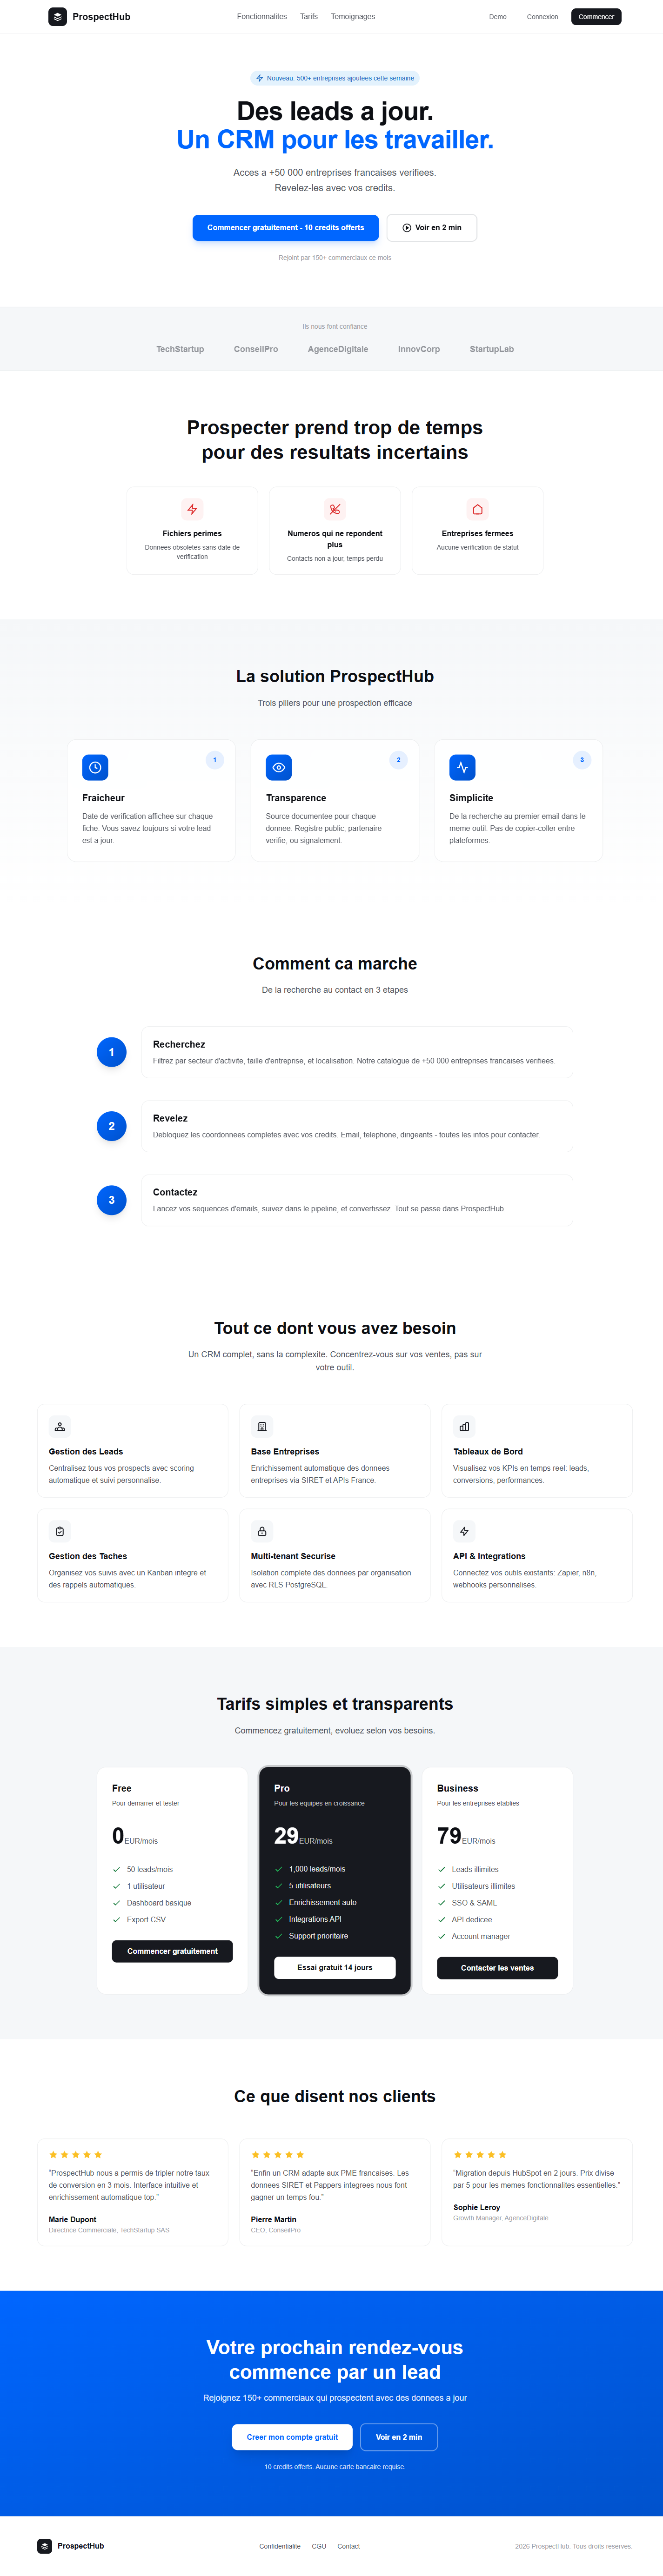 ProspectHub
Fonctionnalites
Tarifs
Temoignages
Demo
Connexion
Commencer
Nouveau: 500+ entreprises ajoutees cette semaine
Des leads a jour.
Un CRM pour les travailler.
Acces a +50 000 entreprises francaises verifiees.
Revelez-les avec vos credits.
Commencer gratuitement - 10 credits offerts
Voir en 2 min
Rejoint par 150+ commerciaux ce mois
Ils nous font confiance
TechStartup
ConseilPro
AgenceDigitale
InnovCorp
StartupLab
Prospecter prend trop de temps
pour des resultats incertains
Fichiers perimes
Donnees obsoletes sans date de
verification
Numeros qui ne repondent
plus
Contacts non a jour, temps perdu
Entreprises fermees
Aucune verification de statut
La solution ProspectHub
Trois piliers pour une prospection efficace
1
Fraicheur
Date de verification affichee sur chaque
fiche. Vous savez toujours si votre lead
est a jour.
2
Transparence
Source documentee pour chaque
donnee. Registre public, partenaire
verifie, ou signalement.
3
Simplicite
De la recherche au premier email dans le
meme outil. Pas de copier-coller entre
plateformes.
Comment ca marche
De la recherche au contact en 3 etapes
1
Recherchez
Filtrez par secteur d'activite, taille d'entreprise, et localisation. Notre catalogue de +50 000 entreprises francaises verifiees.
2
Revelez
Debloquez les coordonnees completes avec vos credits. Email, telephone, dirigeants - toutes les infos pour contacter.
3
Contactez
Lancez vos sequences d'emails, suivez dans le pipeline, et convertissez. Tout se passe dans ProspectHub.
Tout ce dont vous avez besoin
Un CRM complet, sans la complexite. Concentrez-vous sur vos ventes, pas sur
votre outil.
Gestion des Leads
Centralisez tous vos prospects avec scoring
automatique et suivi personnalise.
Base Entreprises
Enrichissement automatique des donnees
entreprises via SIRET et APIs France.
Tableaux de Bord
Visualisez vos KPIs en temps reel: leads,
conversions, performances.
Gestion des Taches
Organisez vos suivis avec un Kanban integre et
des rappels automatiques.
Multi-tenant Securise
Isolation complete des donnees par organisation
avec RLS PostgreSQL.
API & Integrations
Connectez vos outils existants: Zapier, n8n,
webhooks personnalises.
Tarifs simples et transparents
Commencez gratuitement, evoluez selon vos besoins.
Free
Pour demarrer et tester
0EUR/mois
50 leads/mois
1 utilisateur
Dashboard basique
Export CSV
Commencer gratuitement
Pro
Pour les equipes en croissance
29EUR/mois
1,000 leads/mois
5 utilisateurs
Enrichissement auto
Integrations API
Support prioritaire
Essai gratuit 14 jours
Business
Pour les entreprises etablies
79EUR/mois
Leads illimites
Utilisateurs illimites
SSO & SAML
API dediee
Account manager
Contacter les ventes
Ce que disent nos clients
"ProspectHub nous a permis de tripler notre taux
de conversion en 3 mois. Interface intuitive et
enrichissement automatique top."
Marie Dupont
Directrice Commerciale, TechStartup SAS
"Enfin un CRM adapte aux PME francaises. Les
donnees SIRET et Pappers integrees nous font
gagner un temps fou."
Pierre Martin
CEO, ConseilPro
"Migration depuis HubSpot en 2 jours. Prix divise
par 5 pour les memes fonctionnalites essentielles."
Sophie Leroy
Growth Manager, AgenceDigitale
Votre prochain rendez-vous
commence par un lead
Rejoignez 150+ commerciaux qui prospectent avec des donnees a jour
Creer mon compte gratuit
Voir en 2 min
10 credits offerts. Aucune carte bancaire requise.
ProspectHub
Confidentialite
CGU
Contact
2026 ProspectHub. Tous droits reserves.